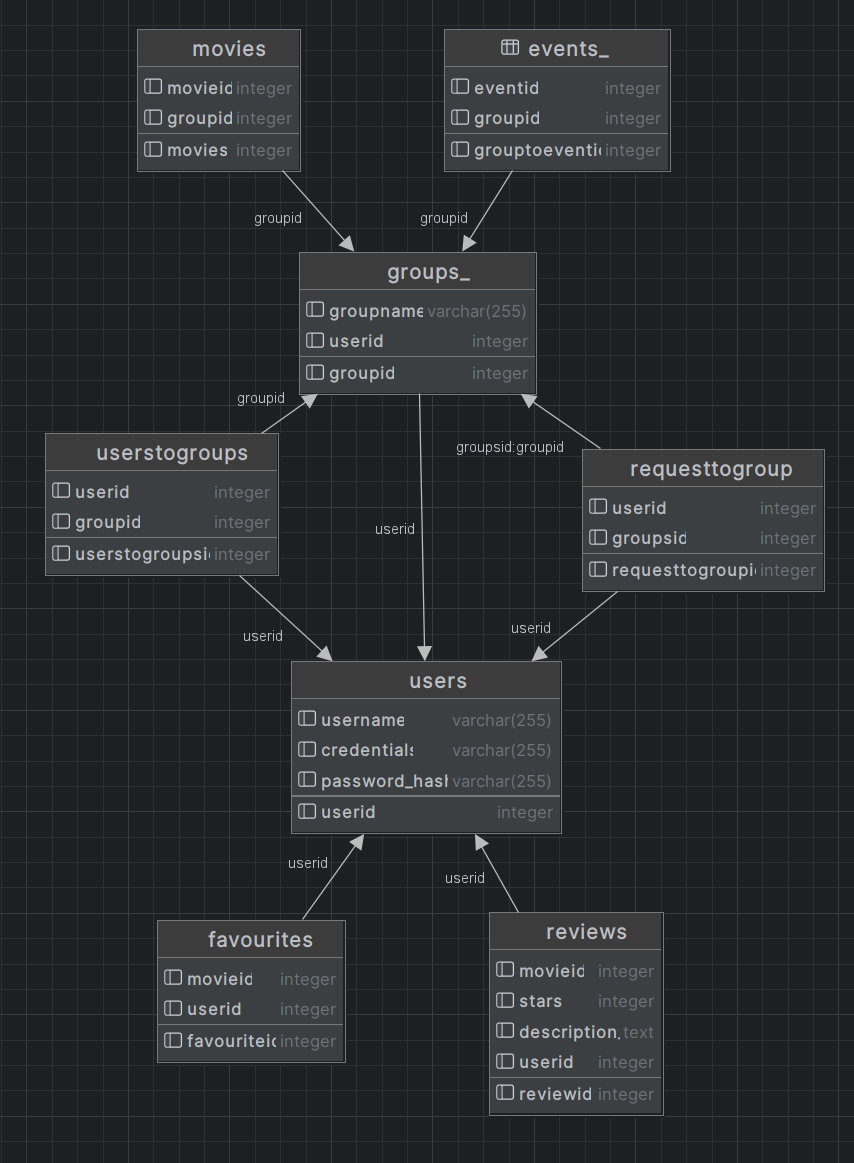 movies
movieid integer
groupid integer
movies integer
events_
eventid integer
groupid integer
grouptoeventi integer
groupid
groupid
groups_
groupname varchar(255)
userid integer
groupid integer
groupid
groupsid:groupid
userstogroups
userid integer
groupid integer
userstogroupsi integer
requesttogroup
userid integer
groupsid integer
requesttogroupi integer
userid
userid
userid
users
username varchar(255)
credentials varchar(255)
password_hash varchar(255)
userid integer
userid
userid
favourites
movieid integer
userid integer
favouriteid integer
reviews
movieid integer
stars integer
description_ text
userid integer
reviewid integer